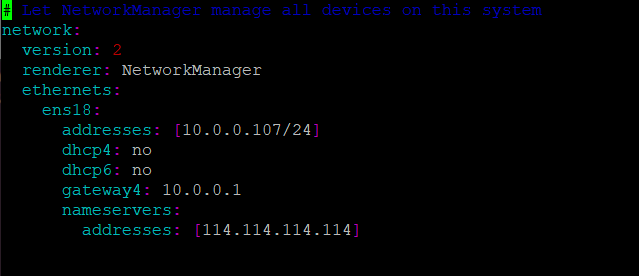 # Let NetworkManager manage all devices on this system
network:
  version: 2
  renderer: NetworkManager
  ethernets:
    ens18:
      addresses: [10.0.0.107/24]
      dhcp4: no
      dhcp6: no
      gateway4: 10.0.0.1
      nameservers:
        addresses: [114.114.114.114]